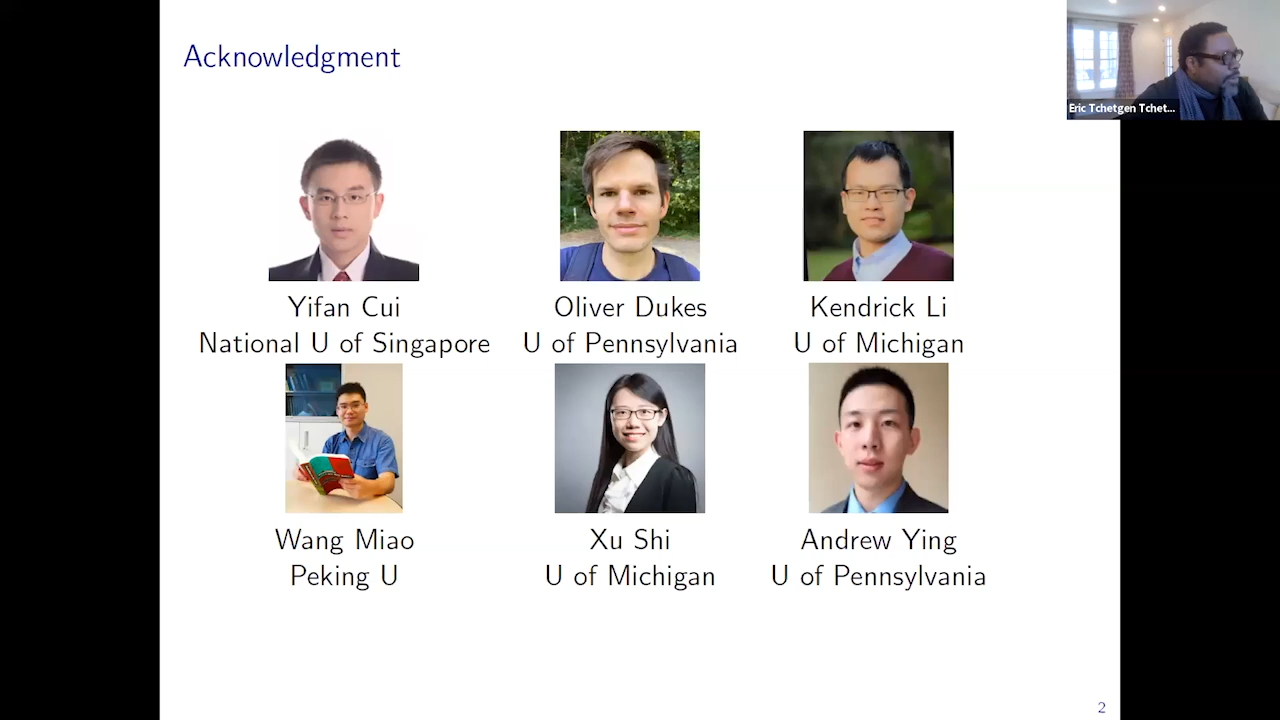 Acknowledgment
Eric Tchetgen Tchet...
Yifan Cui
National U of Singapore
Oliver Dukes
U of Pennsylvania
Kendrick Li
U of Michigan
Wang Miao
Peking U
Xu Shi
U of Michigan
Andrew Ying
U of Pennsylvania
2